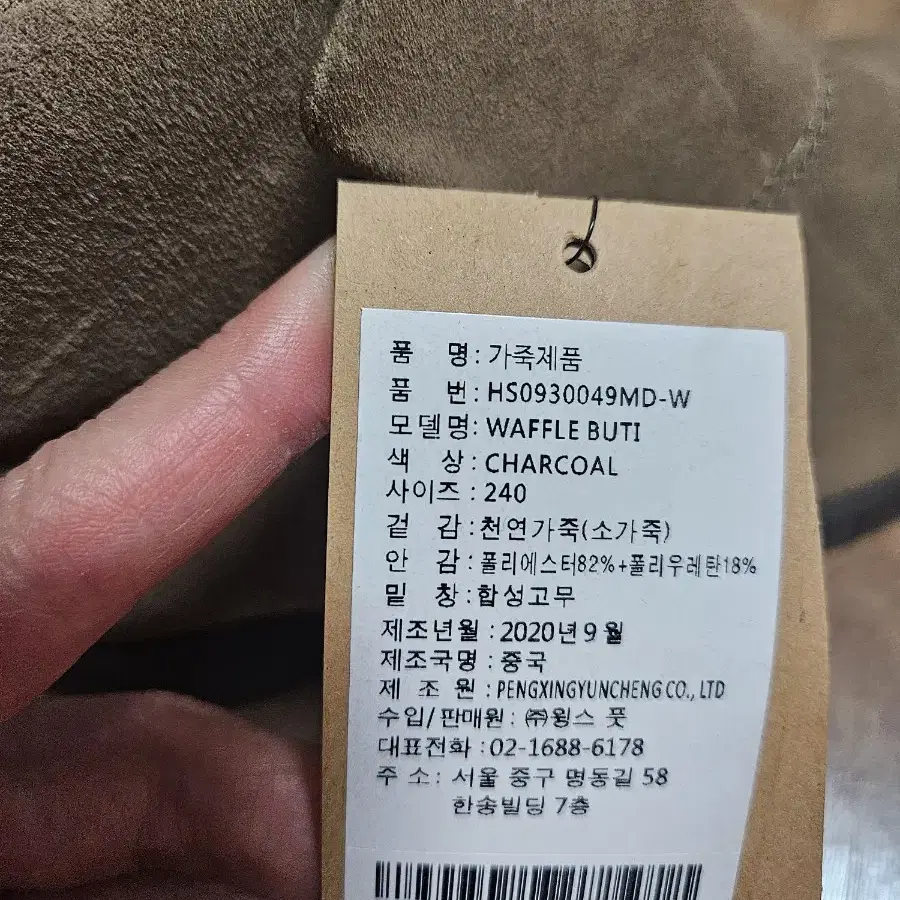 품 명 : 가죽제품
품 번 : HS0930049MD-W
모델명 : WAFFLE BUTI
색 상 : CHARCOAL
사이즈 : 240
겉 감 : 천연가죽(소가죽)
안 감 : 폴리에스터82%+폴리우레탄18%
밑 창 : 합성고무
제조년월 : 2020년 9월
제조국명 : 중국
제 조 원 : PENGXINGYUNCHENG CO., LTD
수입/판매원 : ㈜윙스 풋
대표전화 : 02-1688-6178
주 소 : 서울 중구 명동길 58
한송빌딩 7층